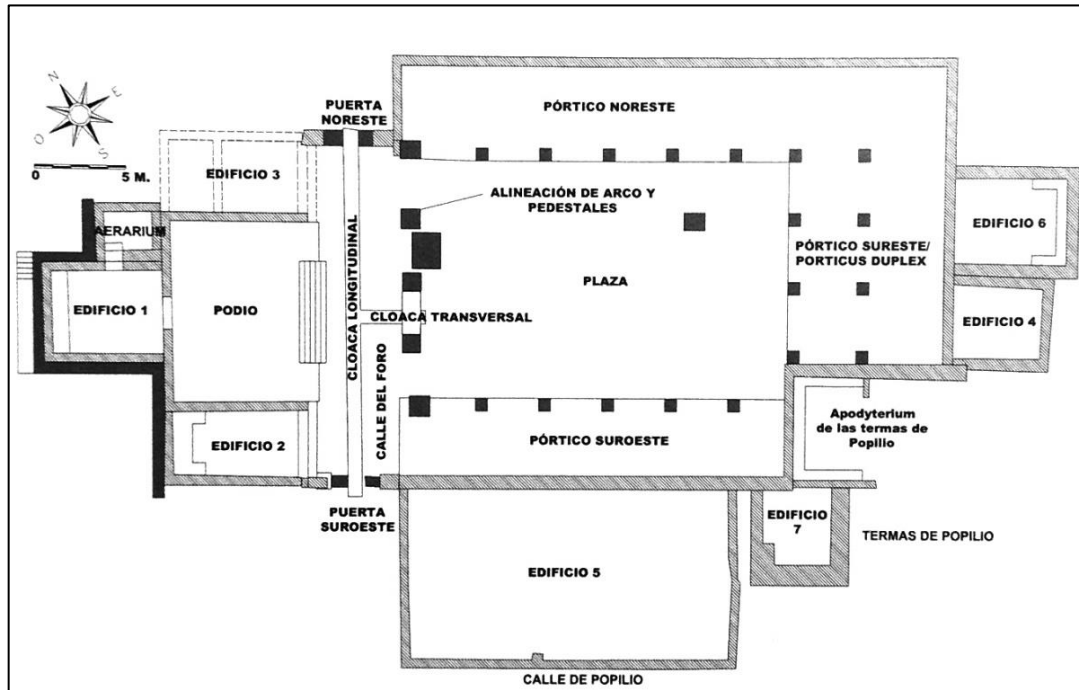 PÓRTICO NORESTE
PUERTA
NORESTE
N
E
O
S
0 5 M.
EDIFICIO 3
ALINEACIÓN DE ARCO Y
PEDESTALES
AERARIUM
EDIFICIO 6
PÓRTICO SURESTE/
PORTICUS DUPLEX
EDIFICIO 1
PODIO
PLAZA
CLOACA LONGITUDINAL
CLOACA TRANSVERSAL
EDIFICIO 4
CALLE DEL FORO
EDIFICIO 2
PÓRTICO SUROESTE
Apodyterium
de las termas de
Popilio
PUERTA
SUROESTE
EDIFICIO
7
TERMAS DE POPILIO
EDIFICIO 5
CALLE DE POPILIO